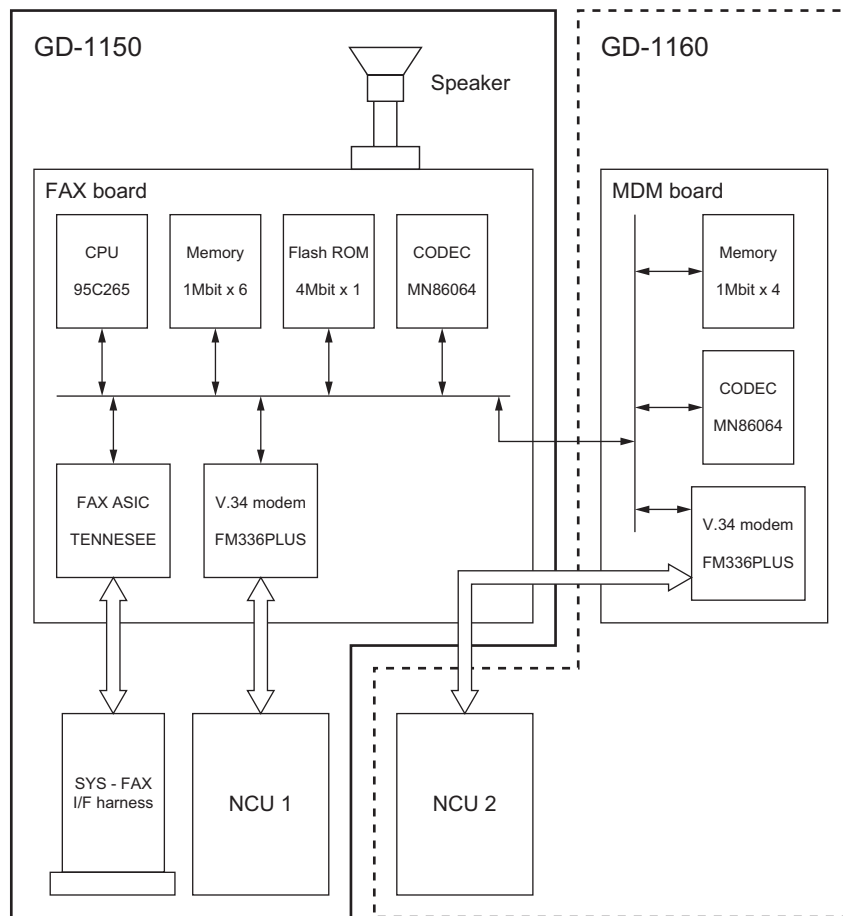 GD-1150
GD-1160
Speaker
FAX board
MDM board
CPU
95C265
Memory
1Mbit x 6
Flash ROM
4Mbit x 1
CODEC
MN86064
Memory
1Mbit x 4
CODEC
MN86064
FAX ASIC
TENNESEE
V.34 modem
FM336PLUS
V.34 modem
FM336PLUS
SYS - FAX
I/F harness
NCU 1
NCU 2